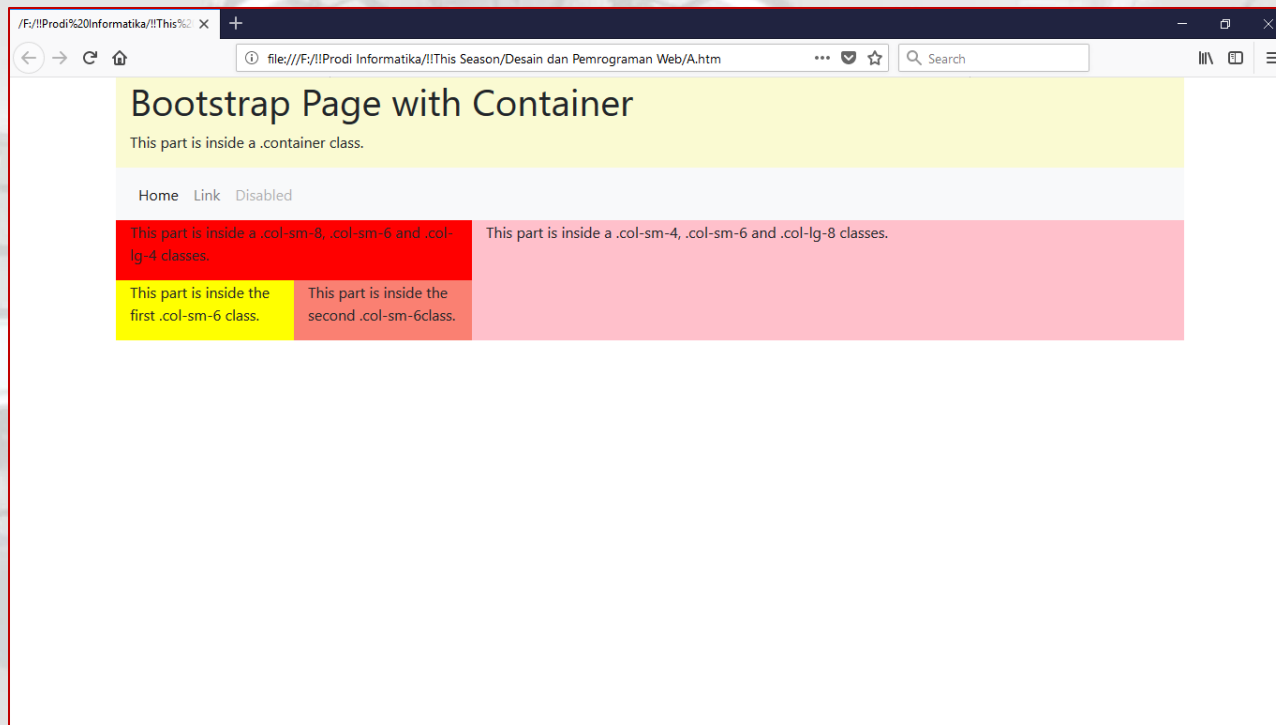 /F:/!!Prodi%20Informatika/!!This%2
file:///F:/!!Prodi Informatika/!!This Season/Desain dan Pemrograman Web/A.htm
Search
Bootstrap Page with Container
This part is inside a .container class.
Home Link Disabled
This part is inside a .col-sm-8, .col-sm-6 and .col-
lg-4 classes.
This part is inside a .col-sm-4, .col-sm-6 and .col-lg-8 classes.
This part is inside the
first .col-sm-6 class.
This part is inside the
second .col-sm-6class.